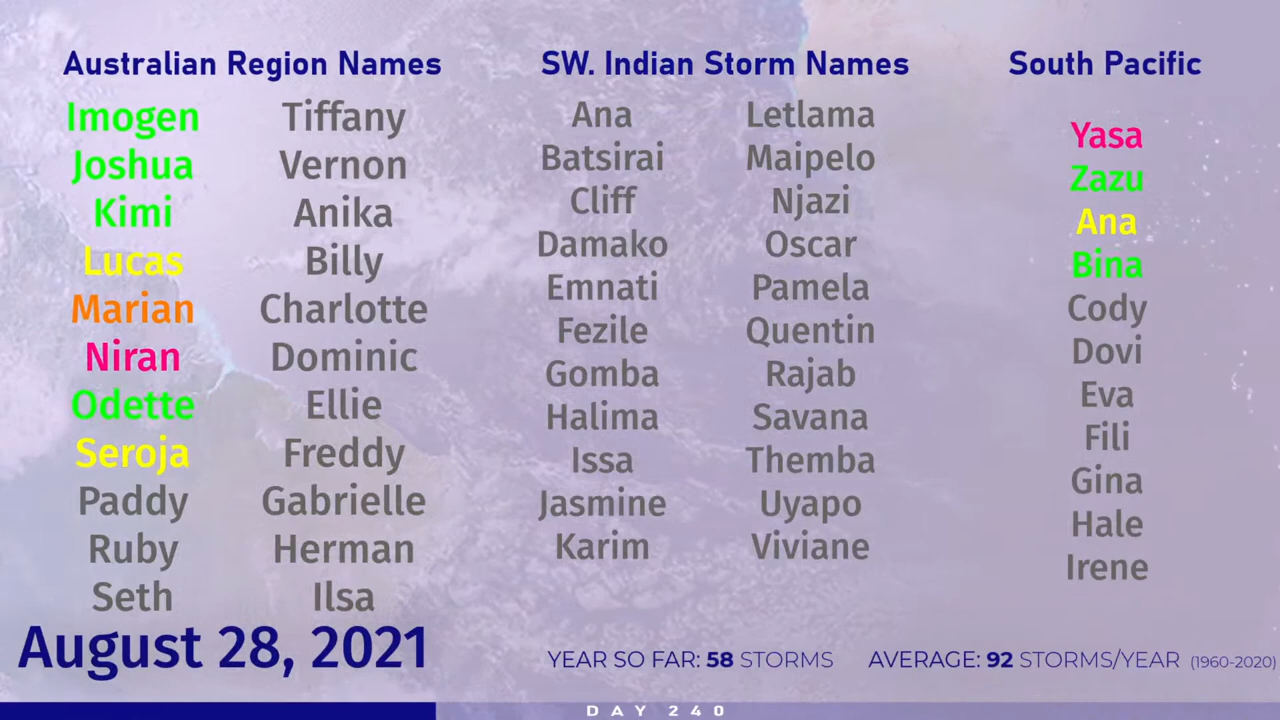 Australian Region Names
Imogen
Joshua
Kimi
Lucas
Marian
Niran
Odette
Seroja
Paddy
Ruby
Seth
Tiffany
Vernon
Anika
Billy
Charlotte
Dominic
Ellie
Freddy
Gabrielle
Herman
Ilsa
SW. Indian Storm Names
Ana
Batsirai
Cliff
Damako
Emnati
Fezile
Gomba
Halima
Issa
Jasmine
Karim
Letlama
Maipelo
Njazi
Oscar
Pamela
Quentin
Rajab
Savana
Themba
Uyapo
Viviane
South Pacific
Yasa
Zazu
Ana
Bina
Cody
Dovi
Eva
Fili
Gina
Hale
Irene
August 28, 2021
YEAR SO FAR: 58 STORMS
AVERAGE: 92 STORMS/YEAR (1960-2020)
DAY 240